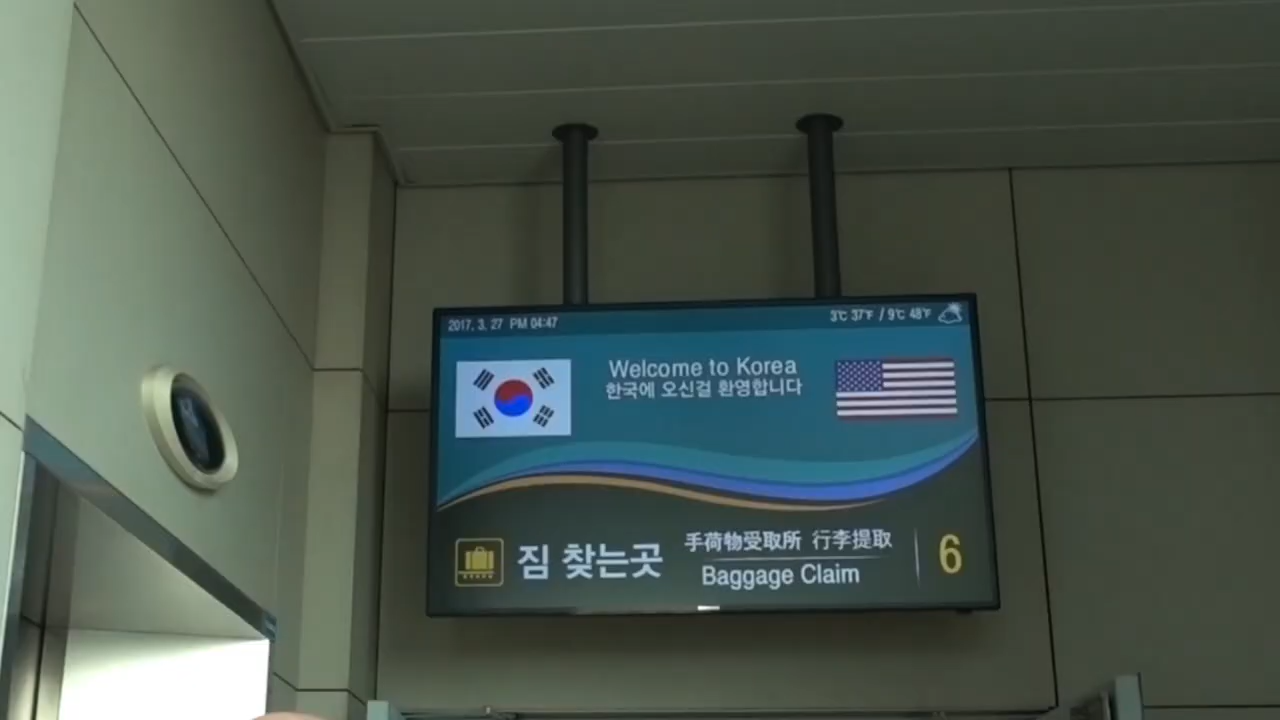 2017. 3. 27 PM 04:47
3℃ 37℉ / 9℃ 48℉
Welcome to Korea
한국에 오신걸 환영합니다
짐 찾는곳
手荷物受取所 行李提取
Baggage Claim
6